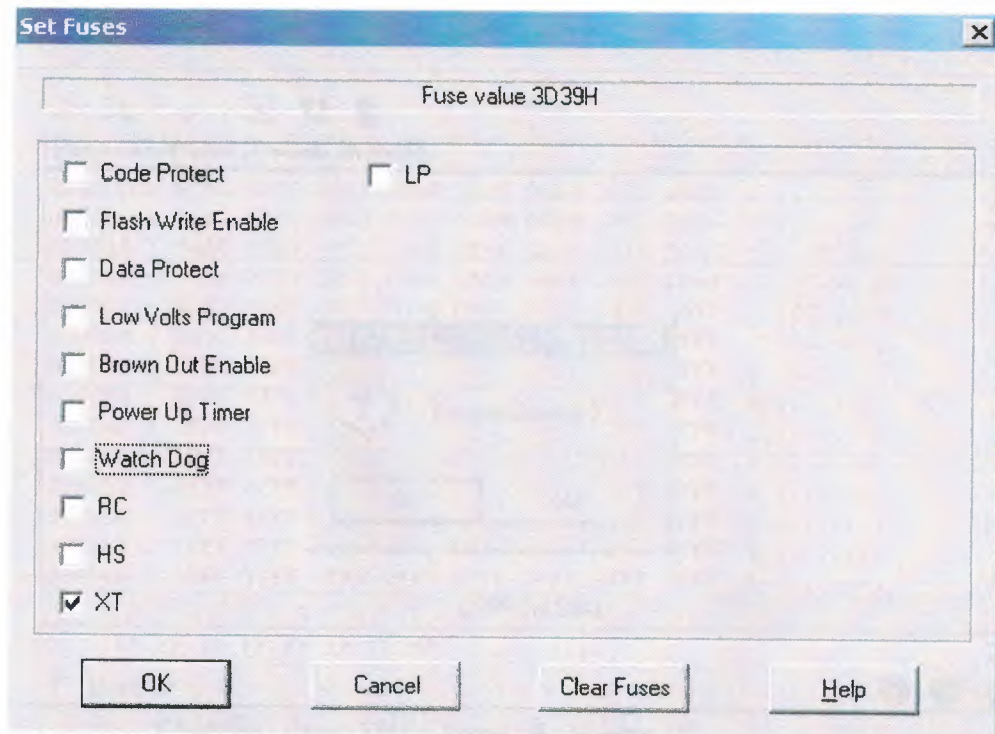 Set Fuses
Fuse value 3D39H
Code Protect
LP
Flash Write Enable
Data Protect
Low Volts Program
Brown Out Enable
Power Up Timer
Watch Dog
RC
HS
XT
OK
Cancel
Clear Fuses
Help